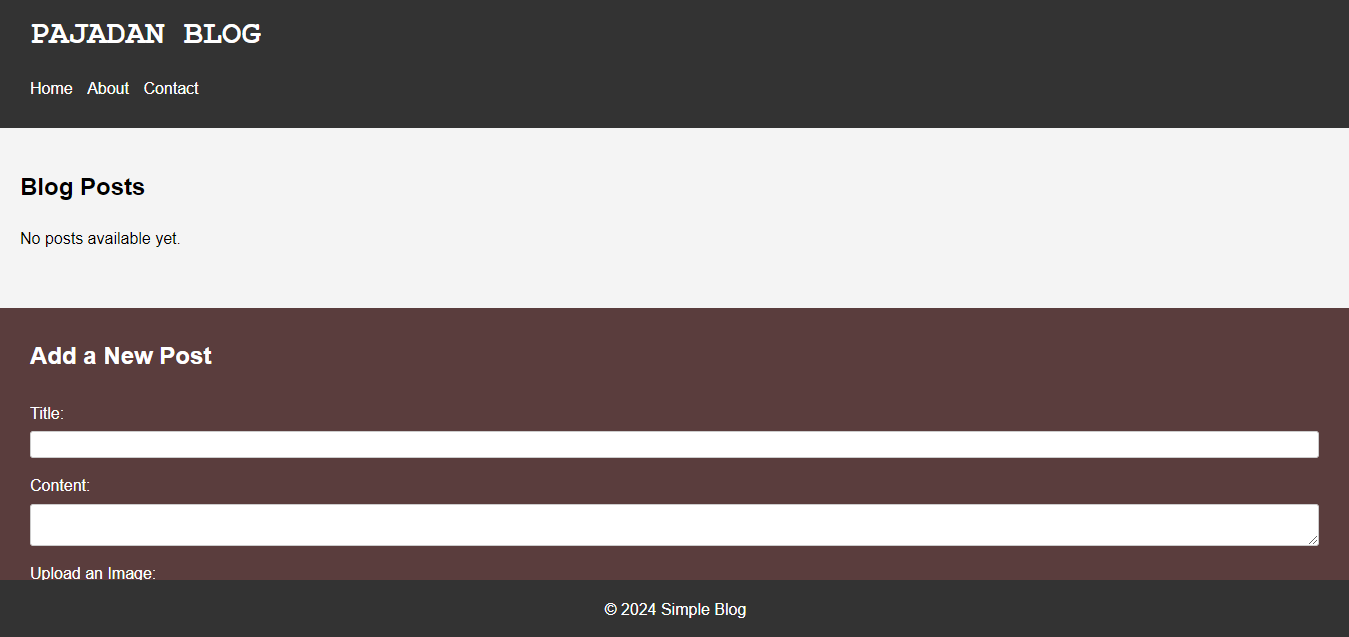 PAJADAN BLOG
Home About Contact
Blog Posts
No posts available yet.
Add a New Post
Title:
Content:
Upload an Image:
© 2024 Simple Blog